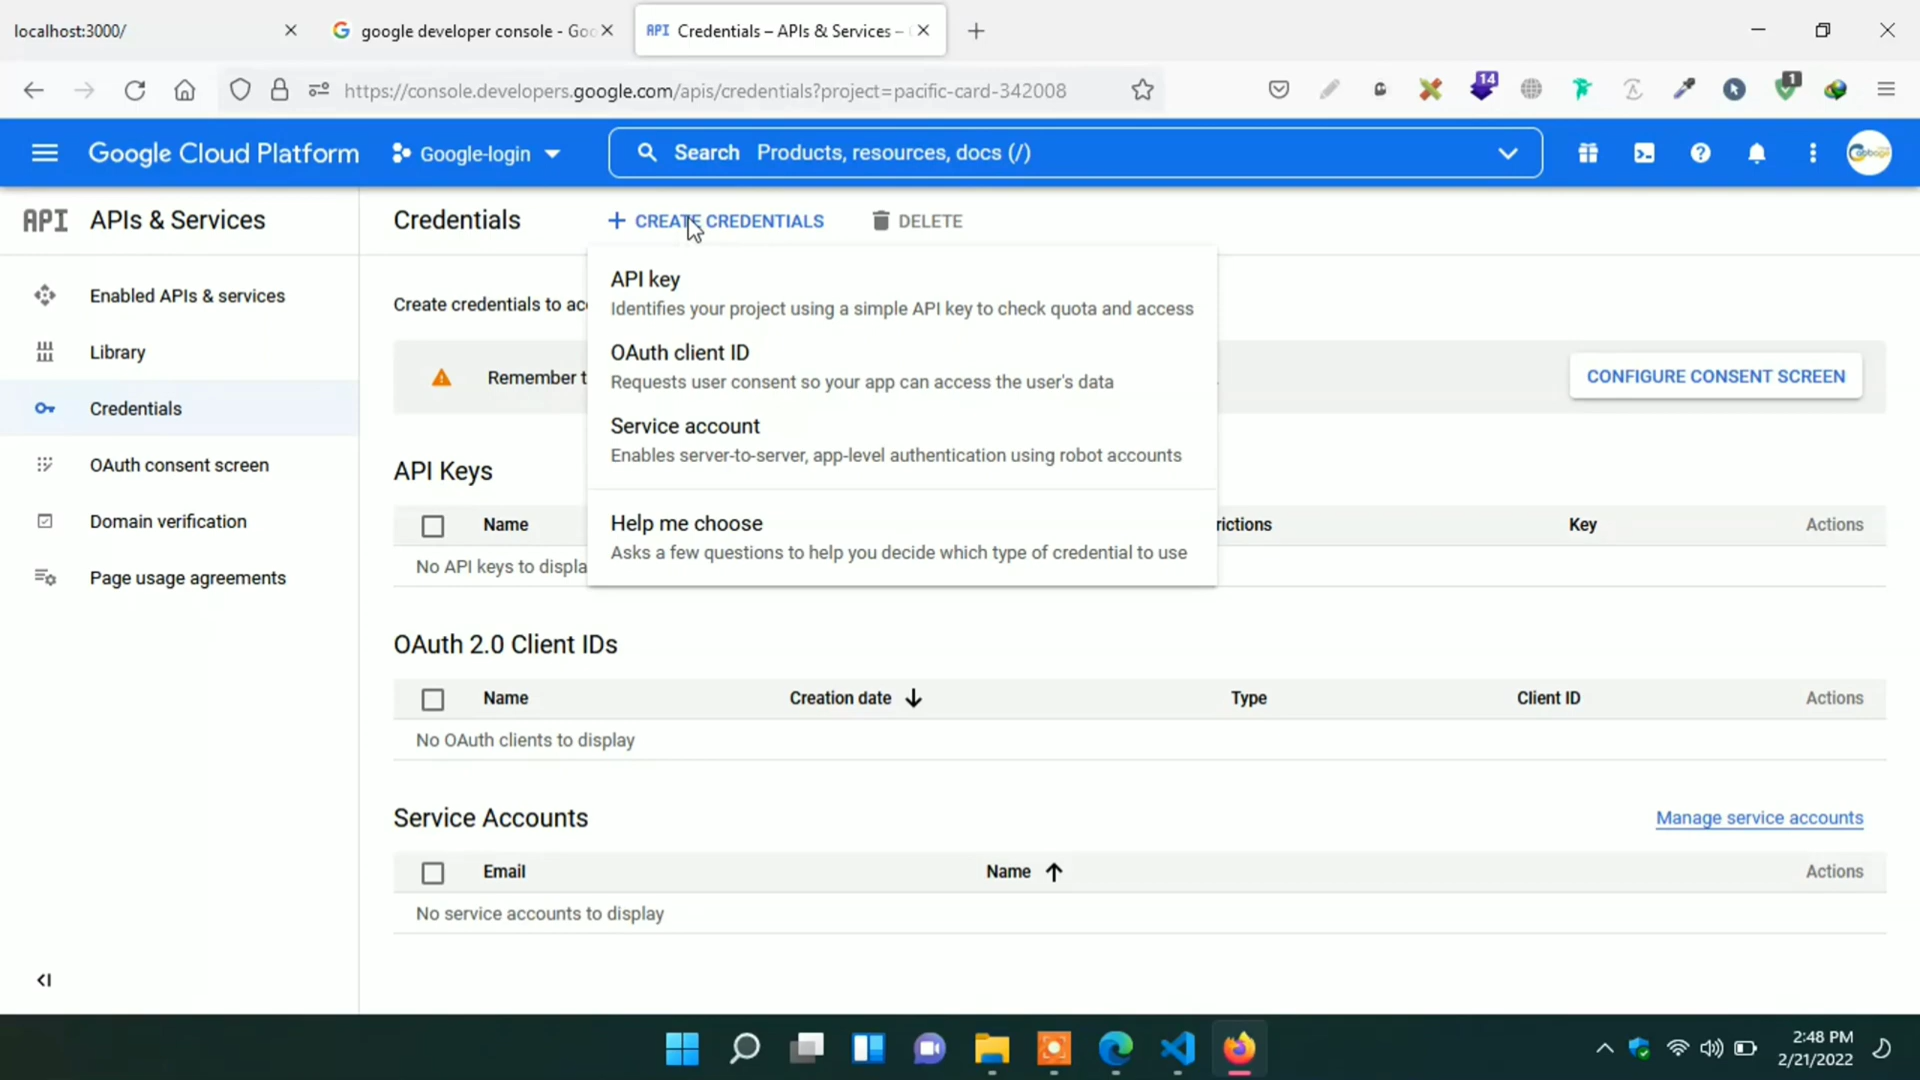 localhost:3000/
google developer console - Goo
API Credentials – APIs & Services –
https://console.developers.google.com/apis/credentials?project=pacific-card-342008
14
1
Google Cloud Platform
Google-login
Search Products, resources, docs (/)
Cabbage
API APIs & Services
Credentials
+ CREATE CREDENTIALS
DELETE
Enabled APIs & services
Library
Credentials
OAuth consent screen
Domain verification
Page usage agreements
Create credentials to acc
API key
Identifies your project using a simple API key to check quota and access
OAuth client ID
Requests user consent so your app can access the user's data
Service account
Enables server-to-server, app-level authentication using robot accounts
Help me choose
Asks a few questions to help you decide which type of credential to use
Remember t
CONFIGURE CONSENT SCREEN
API Keys
Name rictions Key Actions
No API keys to displa
OAuth 2.0 Client IDs
Name Creation date Type Client ID Actions
No OAuth clients to display
Service Accounts
Manage service accounts
Email Name Actions
No service accounts to display
2:48 PM
2/21/2022